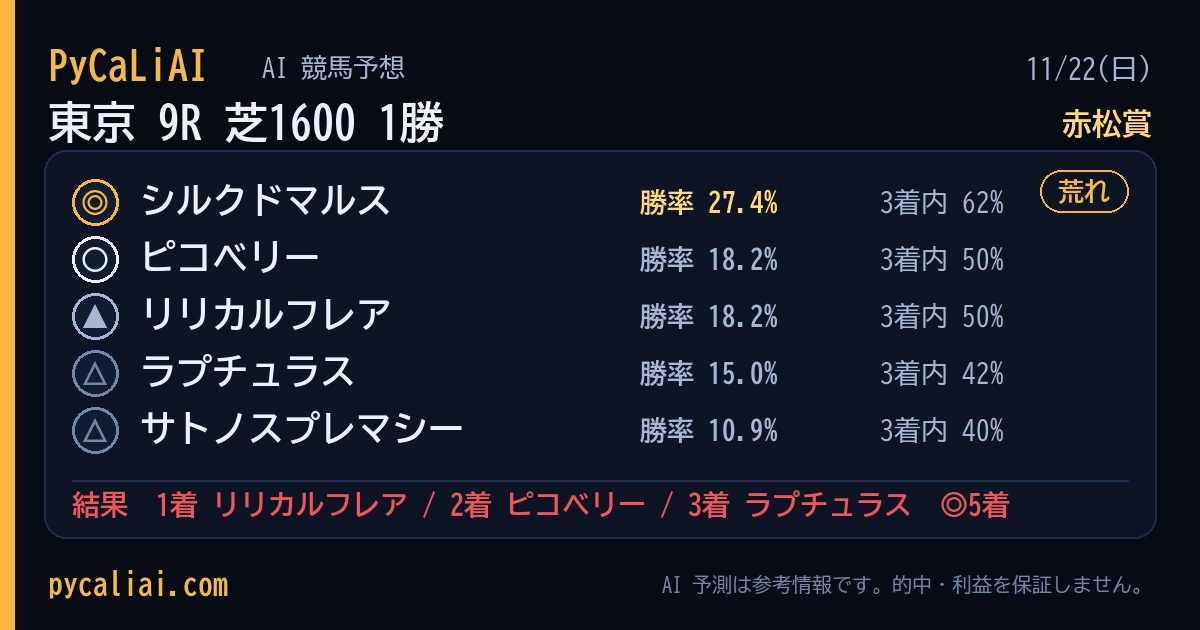 PyCaLiAI AI 競馬予想 11/22(日)
東京 9R 芝1600 1勝 赤松賞
◎ シルクドマルス 勝率 27.4% 3着内 62% 荒れ
○ ピコベリー 勝率 18.2% 3着内 50%
▲ リリカルフレア 勝率 18.2% 3着内 50%
△ ラプチュラス 勝率 15.0% 3着内 42%
△ サトノスプレマシー 勝率 10.9% 3着内 40%
結果 1着 リリカルフレア / 2着 ピコベリー / 3着 ラプチュラス ◎5着
pycaliai.com AI 予測は参考情報です。的中・利益を保証しません。